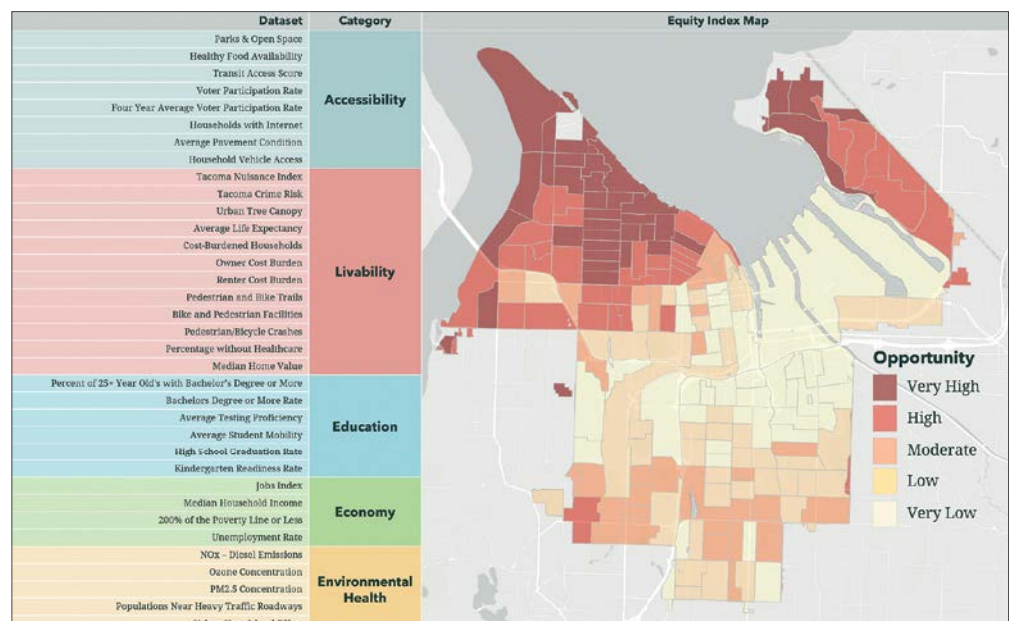 Dataset Category Equity Index Map
Parks & Open Space
Healthy Food Availability
Transit Access Score
Voter Participation Rate
Four Year Average Voter Participation Rate
Households with Internet
Average Pavement Condition
Household Vehicle Access
Accessibility
Tacoma Nuisance Index
Tacoma Crime Risk
Urban Tree Canopy
Average Life Expectancy
Cost-Burdened Households
Owner Cost Burden
Renter Cost Burden
Pedestrian and Bike Trails
Bike and Pedestrian Facilities
Pedestrian/Bicycle Crashes
Percentage without Healthcare
Median Home Value
Livability
Percent of 25+ Year Old's with Bachelor's Degree or More
Bachelors Degree or More Rate
Average Testing Proficiency
Average Student Mobility
High School Graduation Rate
Kindergarten Readiness Rate
Education
Jobs Index
Median Household Income
200% of the Poverty Line or Less
Unemployment Rate
Economy
NOx – Diesel Emissions
Ozone Concentration
PM2.5 Concentration
Populations Near Heavy Traffic Roadways
Environmental
Health
Opportunity
Very High
High
Moderate
Low
Very Low